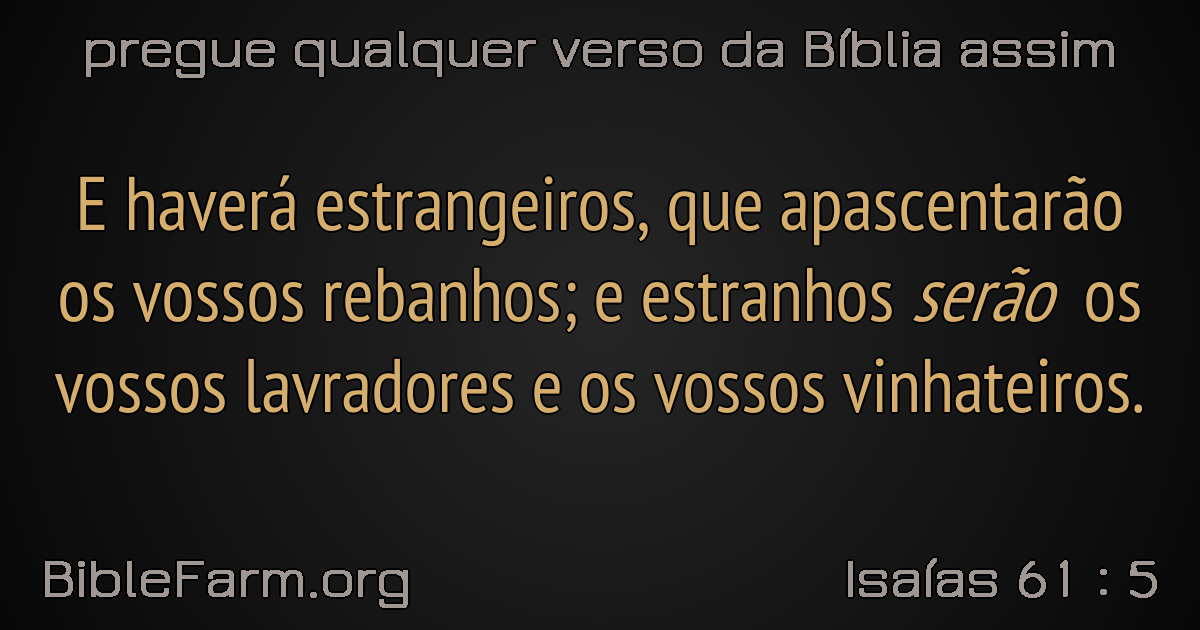 pregue qualquer verso da Bíblia assim
E haverá estrangeiros, que apascentarão
os vossos rebanhos; e estranhos serão os
vossos lavradores e os vossos vinhateiros.
BibleFarm.org
Isaías 61 : 5